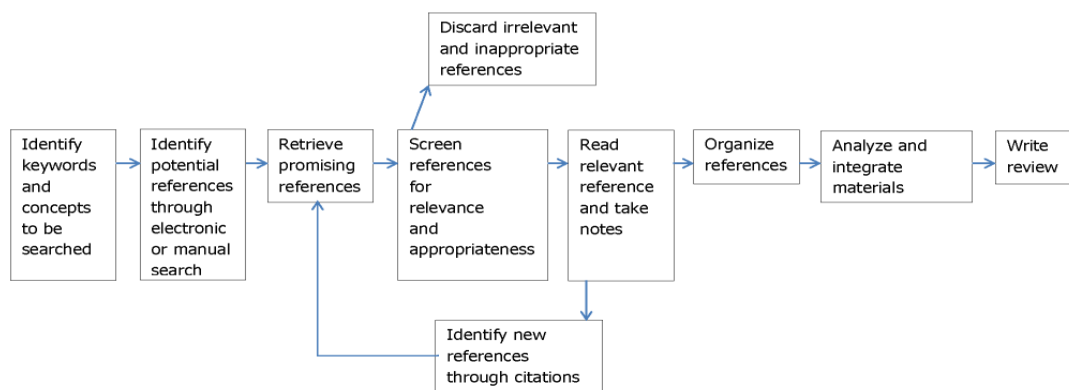 Discard irrelevant
and inappropriate
references
Identify
keywords
and
concepts
to be
searched
Identify
potential
references
through
electronic
or manual
search
Retrieve
promising
references
Screen
references
for
relevance
and
appropriateness
Read
relevant
reference
and take
notes
Organize
references
Analyze and
integrate
materials
Write
review
Identify new
references
through citations